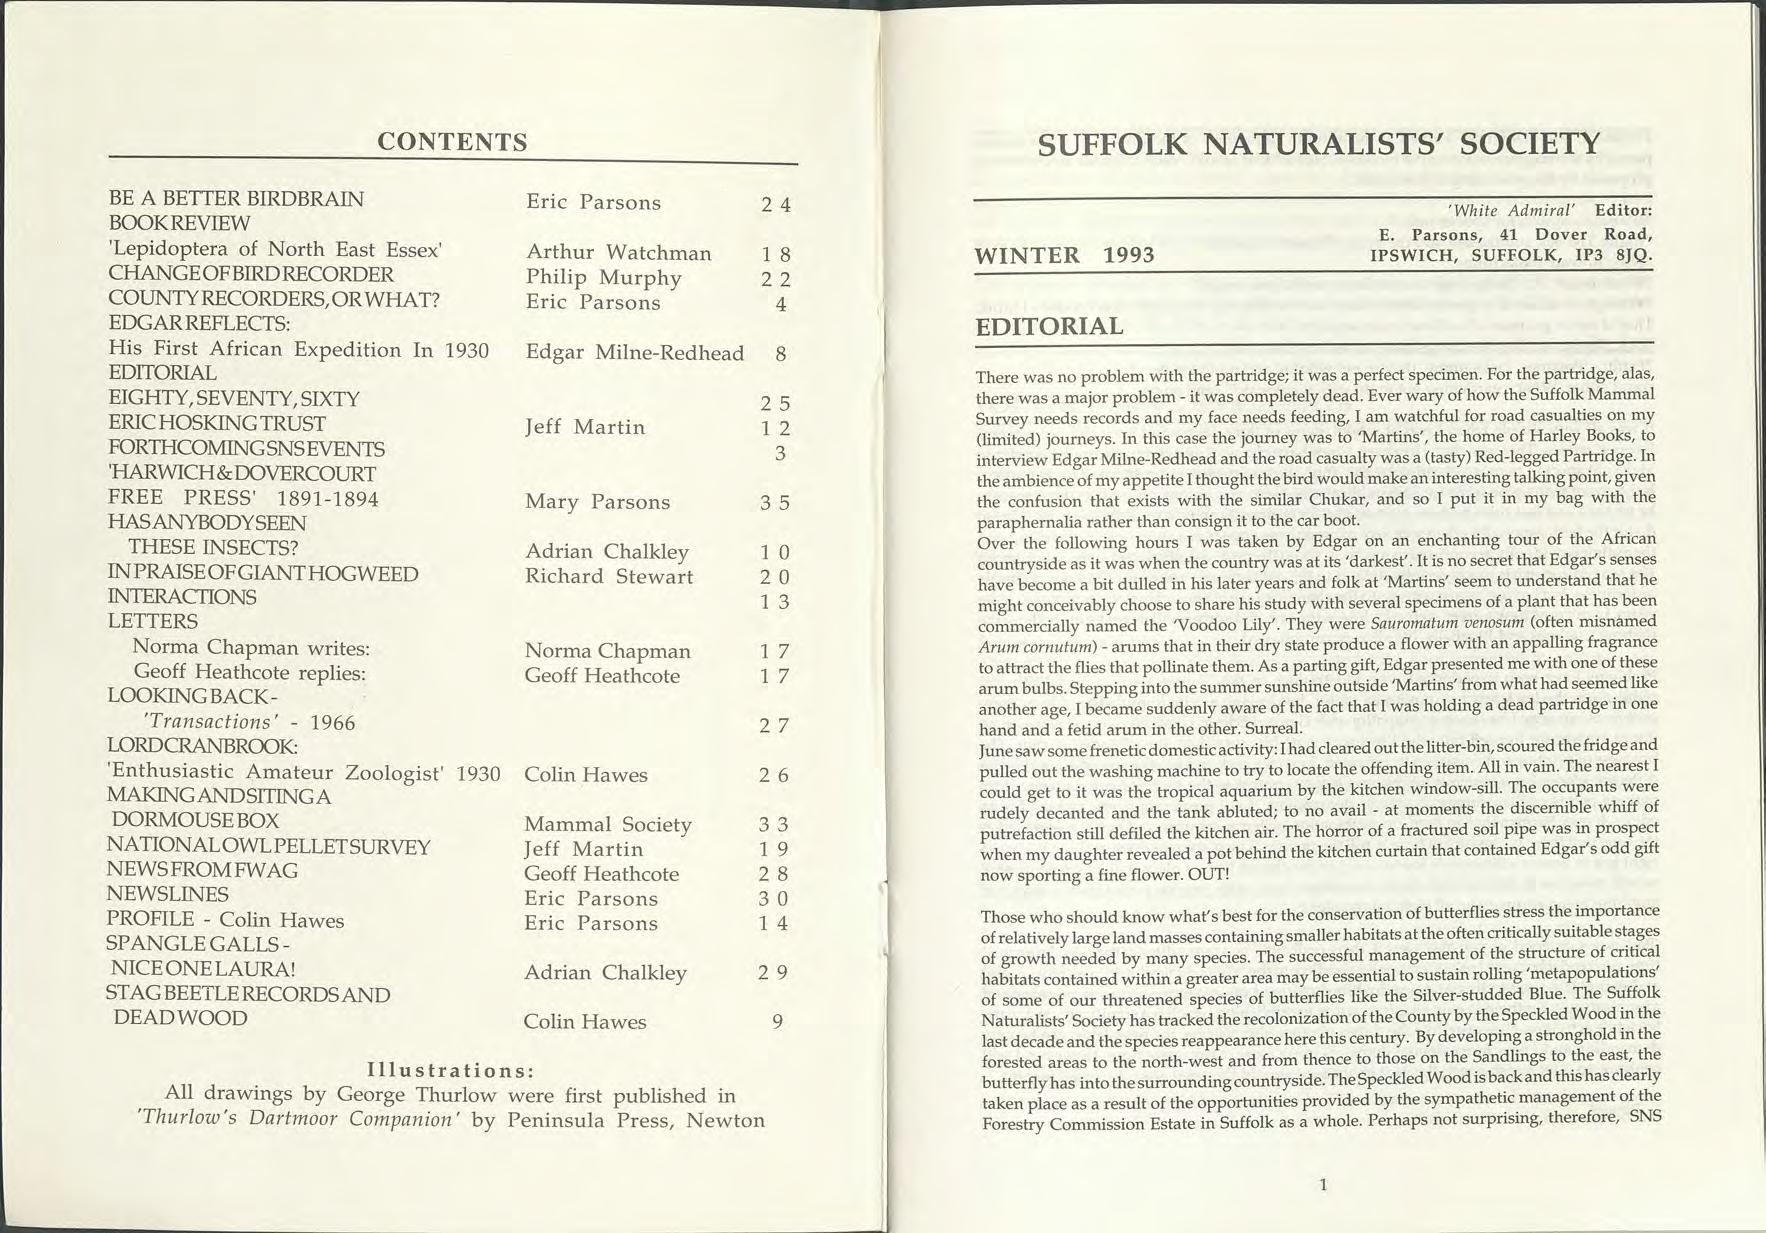 CONTENTS
BE A BETTER BIRDBRAIN Eric Parsons 24
BOOK REVIEW
'Lepidoptera of North East Essex' Arthur Watchman 18
CHANGE OF BIRD RECORDER Philip Murphy 22
COUNTY RECORDERS, OR WHAT? Eric Parsons 4
EDGAR REFLECTS:
His First African Expedition In 1930 Edgar Milne-Redhead 8
EDITORIAL
EIGHTY, SEVENTY, SIXTY 25
ERIC HOSKING TRUST Jeff Martin 12
FORTHCOMING SNS EVENTS 3
'HARWICH & DOVERCOURT
FREE PRESS' 1891-1894 Mary Parsons 35
HAS ANYBODY SEEN
THESE INSECTS? Adrian Chalkley 10
IN PRAISE OF GIANT HOGWEED Richard Stewart 20
INTERACTIONS 13
LETTERS
Norma Chapman writes: Norma Chapman 17
Geoff Heathcote replies: Geoff Heathcote 17
LOOKING BACK -
'Transactions' - 1966 27
LORD CRANBROOK:
'Enthusiastic Amateur Zoologist' 1930 Colin Hawes 26
MAKING AND SITING A
DORMOUSE BOX Mammal Society 33
NATIONAL OWL PELLET SURVEY Jeff Martin 19
NEWS FROM FWAG Geoff Heathcote 28
NEWSLINES Eric Parsons 30
PROFILE - Colin Hawes Eric Parsons 14
SPANGLE GALLS -
NICE ONE LAURA! Adrian Chalkley 29
STAG BEETLE RECORDS AND
DEAD WOOD Colin Hawes 9
Illustrations:
All drawings by George Thurlow were first published in
'Thurlow's Dartmoor Companion' by Peninsula Press, Newton
SUFFOLK NATURALISTS' SOCIETY
'White Admiral' Editor:
E. Parsons, 41 Dover Road,
WINTER 1993 IPSWICH, SUFFOLK, IP3 8JQ.
EDITORIAL
There was no problem with the partridge; it was a perfect specimen. For the partridge, alas,
there was a major problem - it was completely dead. Ever wary of how the Suffolk Mammal
Survey needs records and my face needs feeding, I am watchful for road casualties on my
(limited) journeys. In this case the journey was to 'Martins', the home of Harley Books, to
interview Edgar Milne-Redhead and the road casualty was a (tasty) Red-legged Partridge. In
the ambience of my appetite I thought the bird would make an interesting talking point, given
the confusion that exists with the similar Chukar, and so I put it in my bag with the
paraphernalia rather than consign it to the car boot.
Over the following hours I was taken by Edgar on an enchanting tour of the African
countryside as it was when the country was at its 'darkest'. It is no secret that Edgar's senses
have become a bit dulled in his later years and folk at 'Martins' seem to understand that he
might conceivably choose to share his study with several specimens of a plant that has been
commercially named the 'Voodoo Lily'. They were Sauromatum venosum (often misnamed
Arum cornutum) - arums that in their dry state produce a flower with an appalling fragrance
to attract the flies that pollinate them. As a parting gift, Edgar presented me with one of these
arum bulbs. Stepping into the summer sunshine outside 'Martins' from what had seemed like
another age, I became suddenly aware of the fact that I was holding a dead partridge in one
hand and a fetid arum in the other. Surreal.
June saw some frenetic domestic activity: I had cleared out the litter-bin, scoured the fridge and
pulled out the washing machine to try to locate the offending item. All in vain. The nearest I
could get to it was the tropical aquarium by the kitchen window-sill. The occupants were
rudely decanted and the tank abluted; to no avail - at moments the discernible whiff of
putrefaction still defiled the kitchen air. The horror of a fractured soil pipe was in prospect
when my daughter revealed a pot behind the kitchen curtain that contained Edgar's odd gift
now sporting a fine flower. OUT!
Those who should know what's best for the conservation of butterflies stress the importance
of relatively large land masses containing smaller habitats at the often critically suitable stages
of growth needed by many species. The successful management of the structure of critical
habitats contained within a greater area may be essential to sustain rolling 'metapopulations'
of some of our threatened species of butterflies like the Silver-studded Blue. The Suffolk
Naturalists' Society has tracked the recolonization of the County by the Speckled Wood in the
last decade and the species reappearance here this century. By developing a stronghold in the
forested areas to the north-west and from thence to those on the Sandlings to the east, the
butterfly has into the surrounding countryside. The Speckled Wood is back and this has clearly
taken place as a result of the opportunities provided by the sympathetic management of the
Forestry Commission Estate in Suffolk as a whole. Perhaps not surprising, therefore, SNS
1